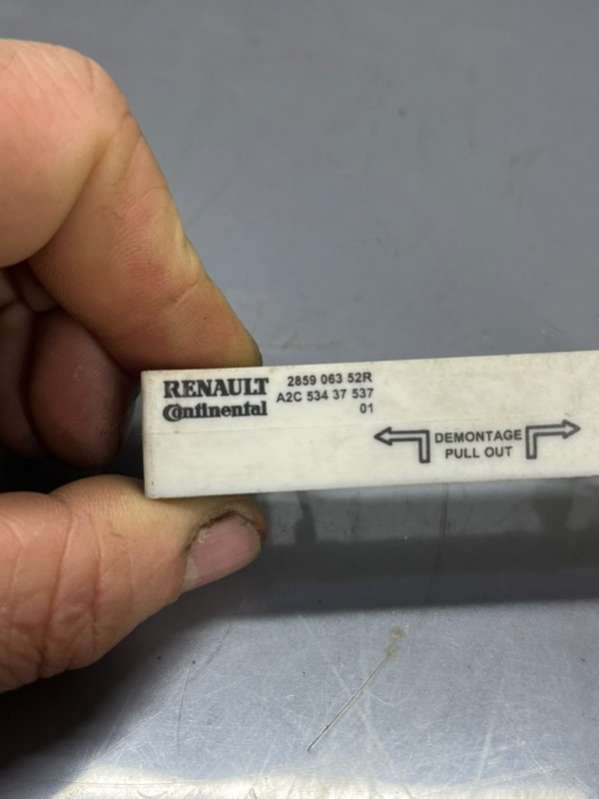 RENAULT 2859 063 52R
Continental A2C 534 37 537
01
DEMONTAGE
PULL OUT